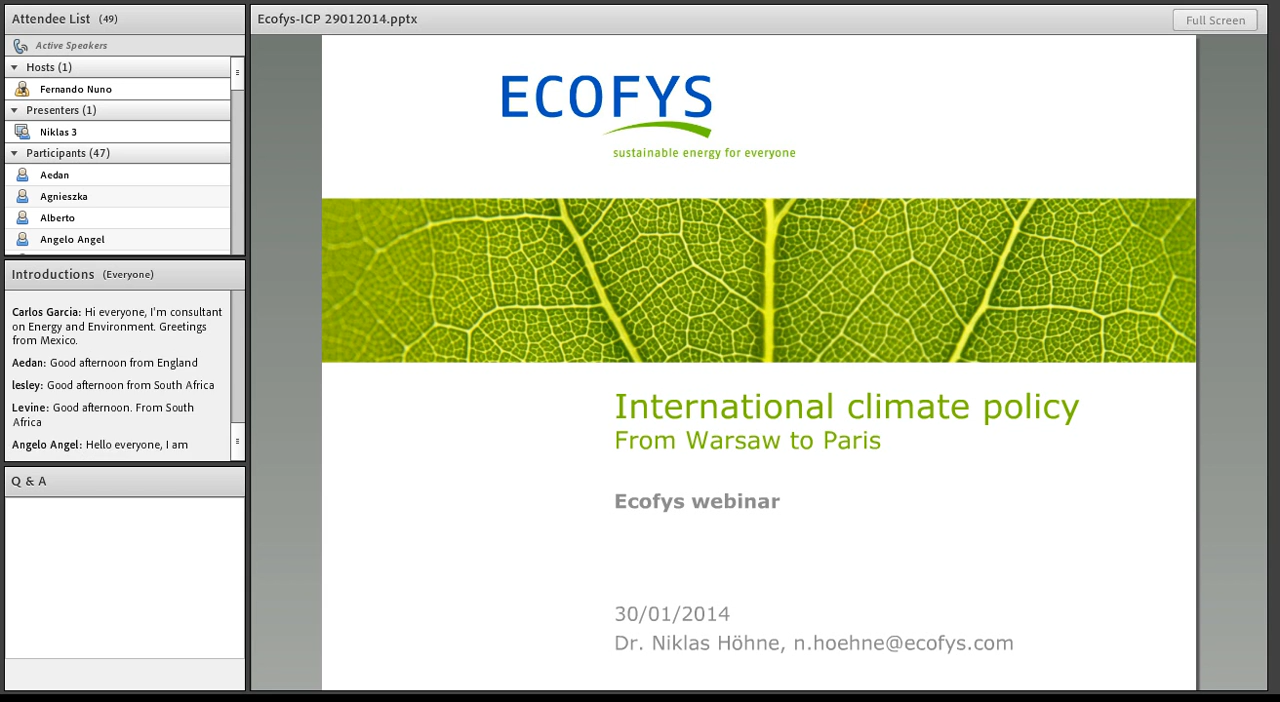 Attendee List (49)
Active Speakers
Hosts (1)
Fernando Nuno
Presenters (1)
Niklas 3
Participants (47)
Aedan
Agnieszka
Alberto
Angelo Angel
Introductions (Everyone)
Carlos Garcia: Hi everyone, I'm consultant
on Energy and Environment. Greetings
from Mexico.
Aedan: Good afternoon from England
lesley: Good afternoon from South Africa
Levine: Good afternoon. From South
Africa
Angelo Angel: Hello everyone, I am
Q & A
Ecofys-ICP 29012014.pptx
Full Screen
ECOFYS
sustainable energy for everyone
International climate policy
From Warsaw to Paris
Ecofys webinar
30/01/2014
Dr. Niklas Höhne, n.hoehne@ecofys.com